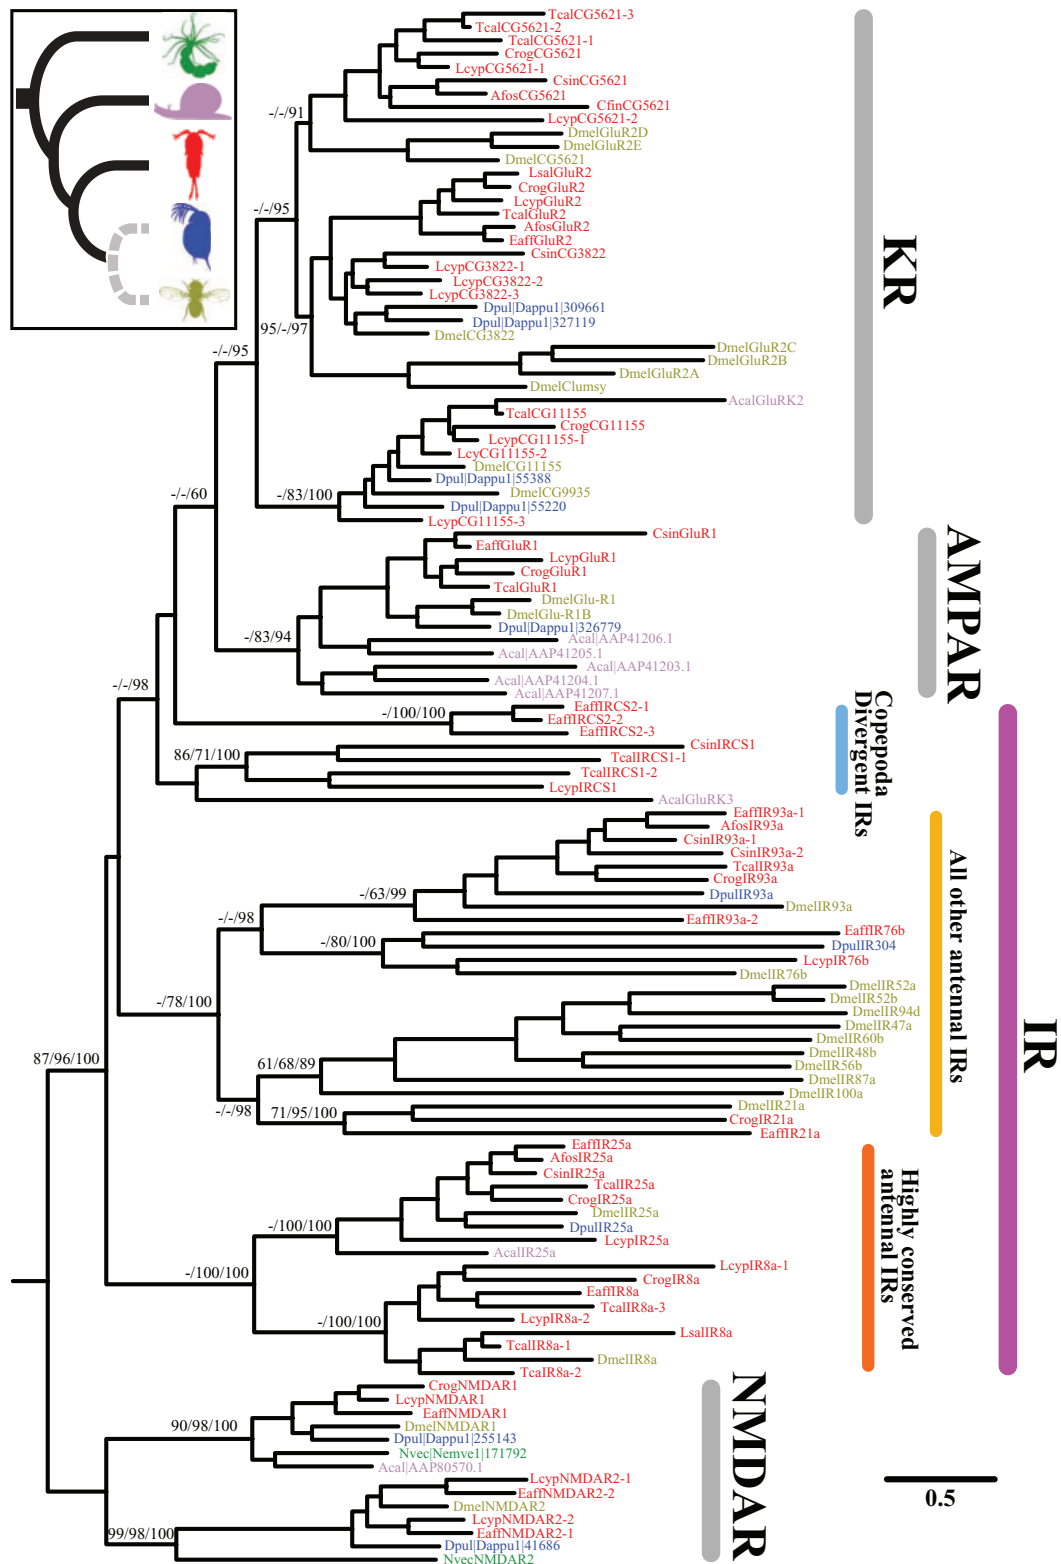 TcalCG5621-3
TcalCG5621-2
TcalCG5621-1
CrogCG5621
LcypCG5621-1
CsinCG5621
AfosCG5621
CfinCG5621
-/-/91
LcypCG5621-2
DmelGluR2D
DmelGluR2E
DmelCG5621
LsalGluR2
CrogGluR2
LcypGluR2
-/-/95
TcalGluR2
AfosGluR2
EaffGluR2
CsinCG3822
LcypCG3822-1
LcypCG3822-2
LcypCG3822-3
Dpul|Dappu1|309661
Dpul|Dappu1|327119
95/-/97
DmelCG3822
KR
DmelGluR2C
-/-/95
DmelGluR2B
DmelGluR2A
DmelClumsy
AcalGluRK2
TcalCG11155
CrogCG11155
LcypCG11155-1
LcyCG11155-2
DmelCG11155
Dpul|Dappu1|55388
-/-/60
-/83/100
DmelCG9935
Dpul|Dappu1|55220
LcypCG11155-3
CsinGluR1
EaffGluR1
LcypGluR1
CrogGluR1
TcalGluR1
DmelGlu-R1
DmelGlu-R1B
Dpul|Dappu1|326779
-/83/94
Acal|AAP41206.1
Acal|AAP41205.1
Acal|AAP41203.1
Acal|AAP41204.1
Acal|AAP41207.1
AMPAR
-/-/98
EaffIRCS2-1
-/100/100
EaffIRCS2-2
EaffIRCS2-3
CsinIRCS1
86/71/100
TcalIRCS1-1
TcalIRCS1-2
LcypIRCS1
AcalGluRK3
Copepoda
Divergent IRs
EaffIR93a-1
AfosIR93a
CsinIR93a-1
CsinIR93a-2
TcalIR93a
CrogIR93a
-/63/99
DpulIR93a
DmelIR93a
-/-/98
EaffIR93a-2
EaffIR76b
-/80/100
DpulIR304
LcypIR76b
DmelIR76b
DmelIR52a
DmelIR52b
-/78/100
DmelIR94d
DmelIR47a
DmelIR60b
DmelIR48b
87/96/100
61/68/89
DmelIR56b
DmelIR87a
DmelIR100a
-/-/98
71/95/100
DmelIR21a
CrogIR21a
EaffIR21a
All other antennal IRs
IR
EaffIR25a
AfosIR25a
CsinIR25a
TcalIR25a
CrogIR25a
DmelIR25a
-/100/100
DpulIR25a
LcypIR25a
AcalIR25a
-/100/100
LcypIR8a-1
CrogIR8a
EaffIR8a
TcalIR8a-3
-/100/100
LcypIR8a-2
LsalIR8a
TcalIR8a-1
DmelIR8a
TcalR8a-2
Highly conserved
antennal IRs
CrogNMDAR1
LcypNMDAR1
EaffNMDAR1
90/98/100
DmelNMDAR1
Dpul|Dappu1|255143
Nvec|Nemve1|171792
Acal|AAP80570.1
LcypNMDAR2-1
EaffNMDAR2-2
DmelNMDAR2
LcypNMDAR2-2
99/98/100
EaffNMDAR2-1
Dpul|Dappu1|41686
NvecNMDAR2
NMDAR
0.5